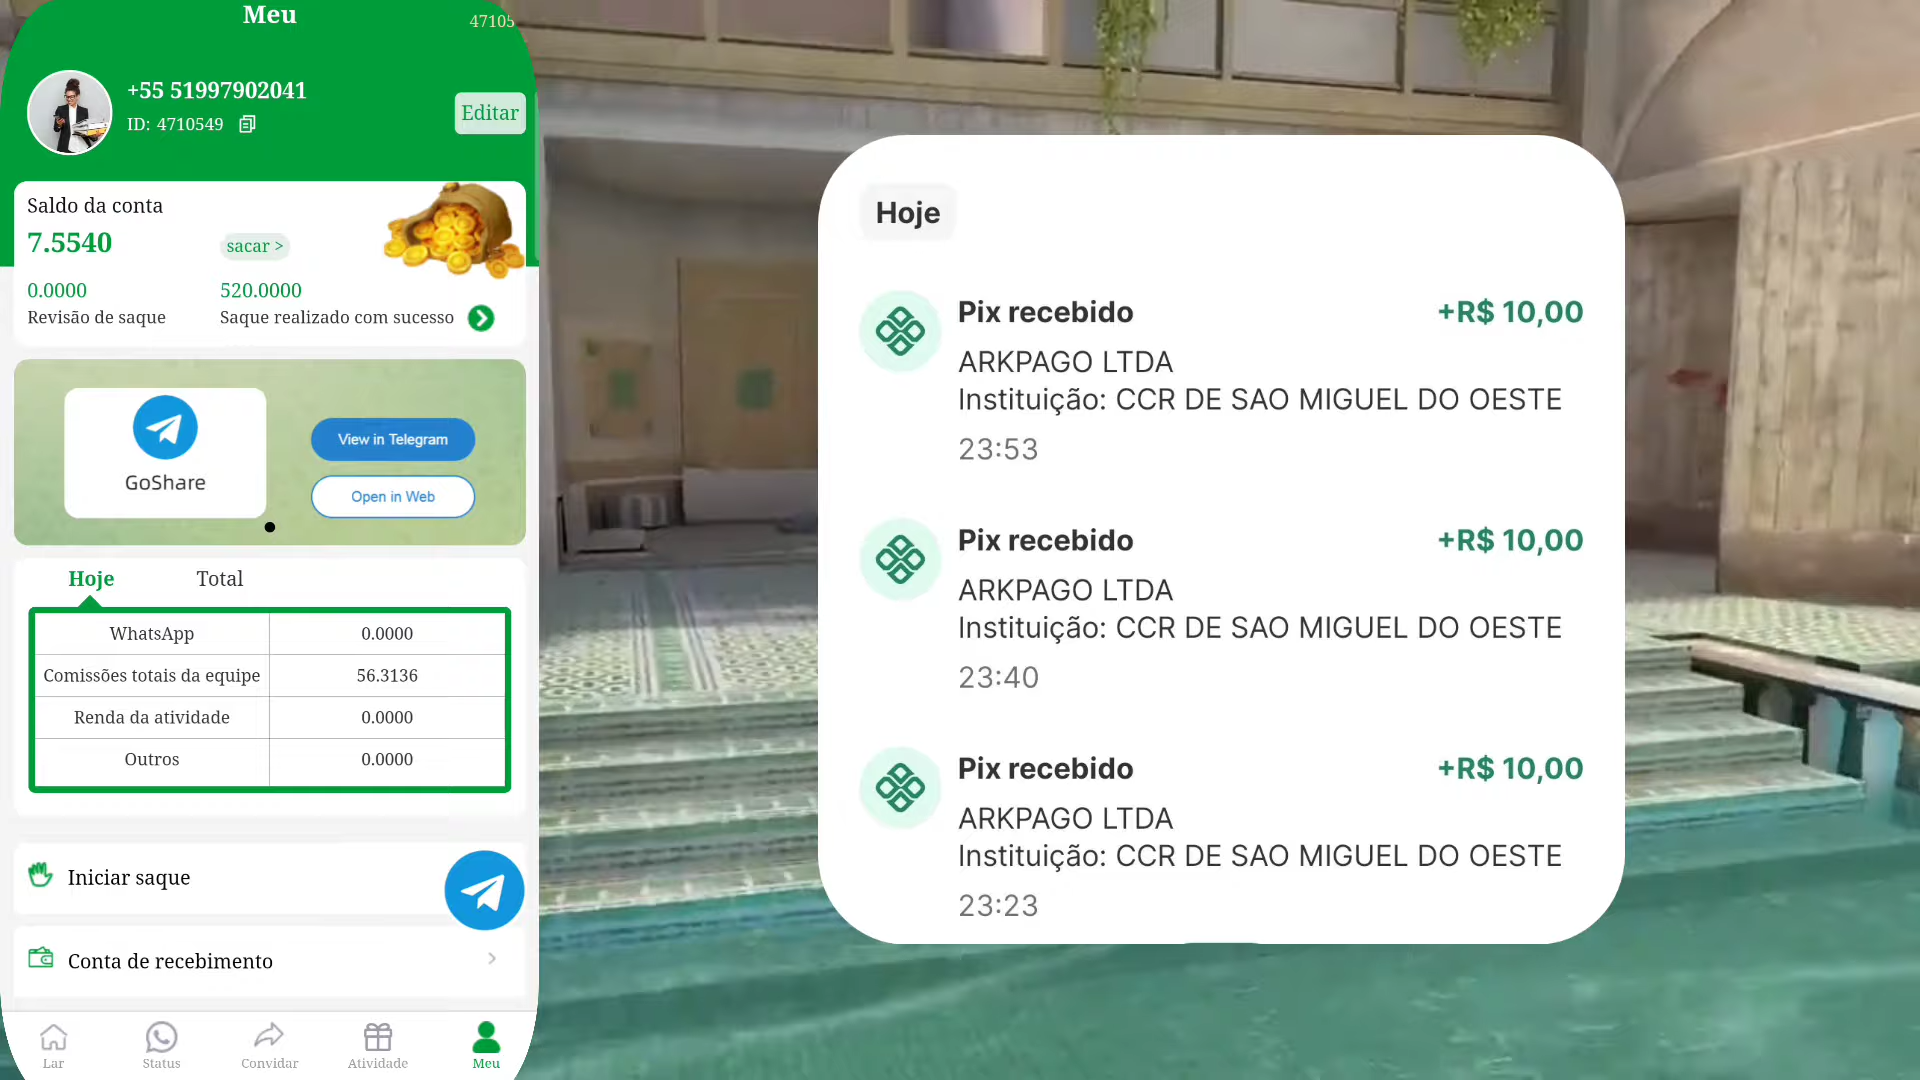 Meu
47105
+55 51997902041
ID: 4710549
Editar
Saldo da conta
7.5540
sacar >
0.0000
520.0000
Revisão de saque
Saque realizado com sucesso
GoShare
View in Telegram
Open in Web
Hoje
Total
WhatsApp
0.0000
Comissões totais da equipe
56.3136
Renda da atividade
0.0000
Outros
0.0000
Iniciar saque
Conta de recebimento
Lar
Status
Convidar
Atividade
Meu
Hoje
Pix recebido
+R$ 10,00
ARKPAGO LTDA
Instituição: CCR DE SAO MIGUEL DO OESTE
23:53
Pix recebido
+R$ 10,00
ARKPAGO LTDA
Instituição: CCR DE SAO MIGUEL DO OESTE
23:40
Pix recebido
+R$ 10,00
ARKPAGO LTDA
Instituição: CCR DE SAO MIGUEL DO OESTE
23:23